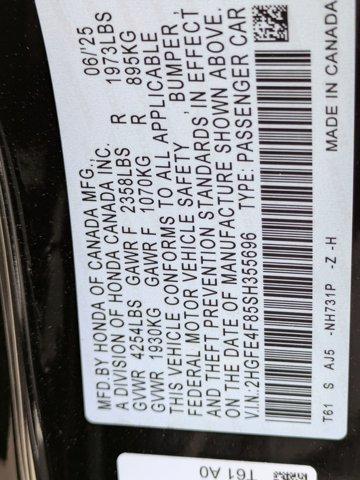 MFD.BY HONDA OF CANADA MFG., 06/25
A DIVISION OF HONDA CANADA INC.
GVWR 4254LBS GAWR F 2358LBS R 1973LBS
GVWR 1930KG GAWR F 1070KG R 895KG
THIS VEHICLE CONFORMS TO ALL APPLICABLE
FEDERAL MOTOR VEHICLE SAFETY , BUMPER ,
AND THEFT PREVENTION STANDARDS , IN EFFECT
ON THE DATE OF MANUFACTURE SHOWN ABOVE.
V.I.N.:2HGFE4F85SH355696 TYPE: PASSENGER CAR
T61 S AJ5 -NH731P -Z -H MADE IN CANADA
T61 A0